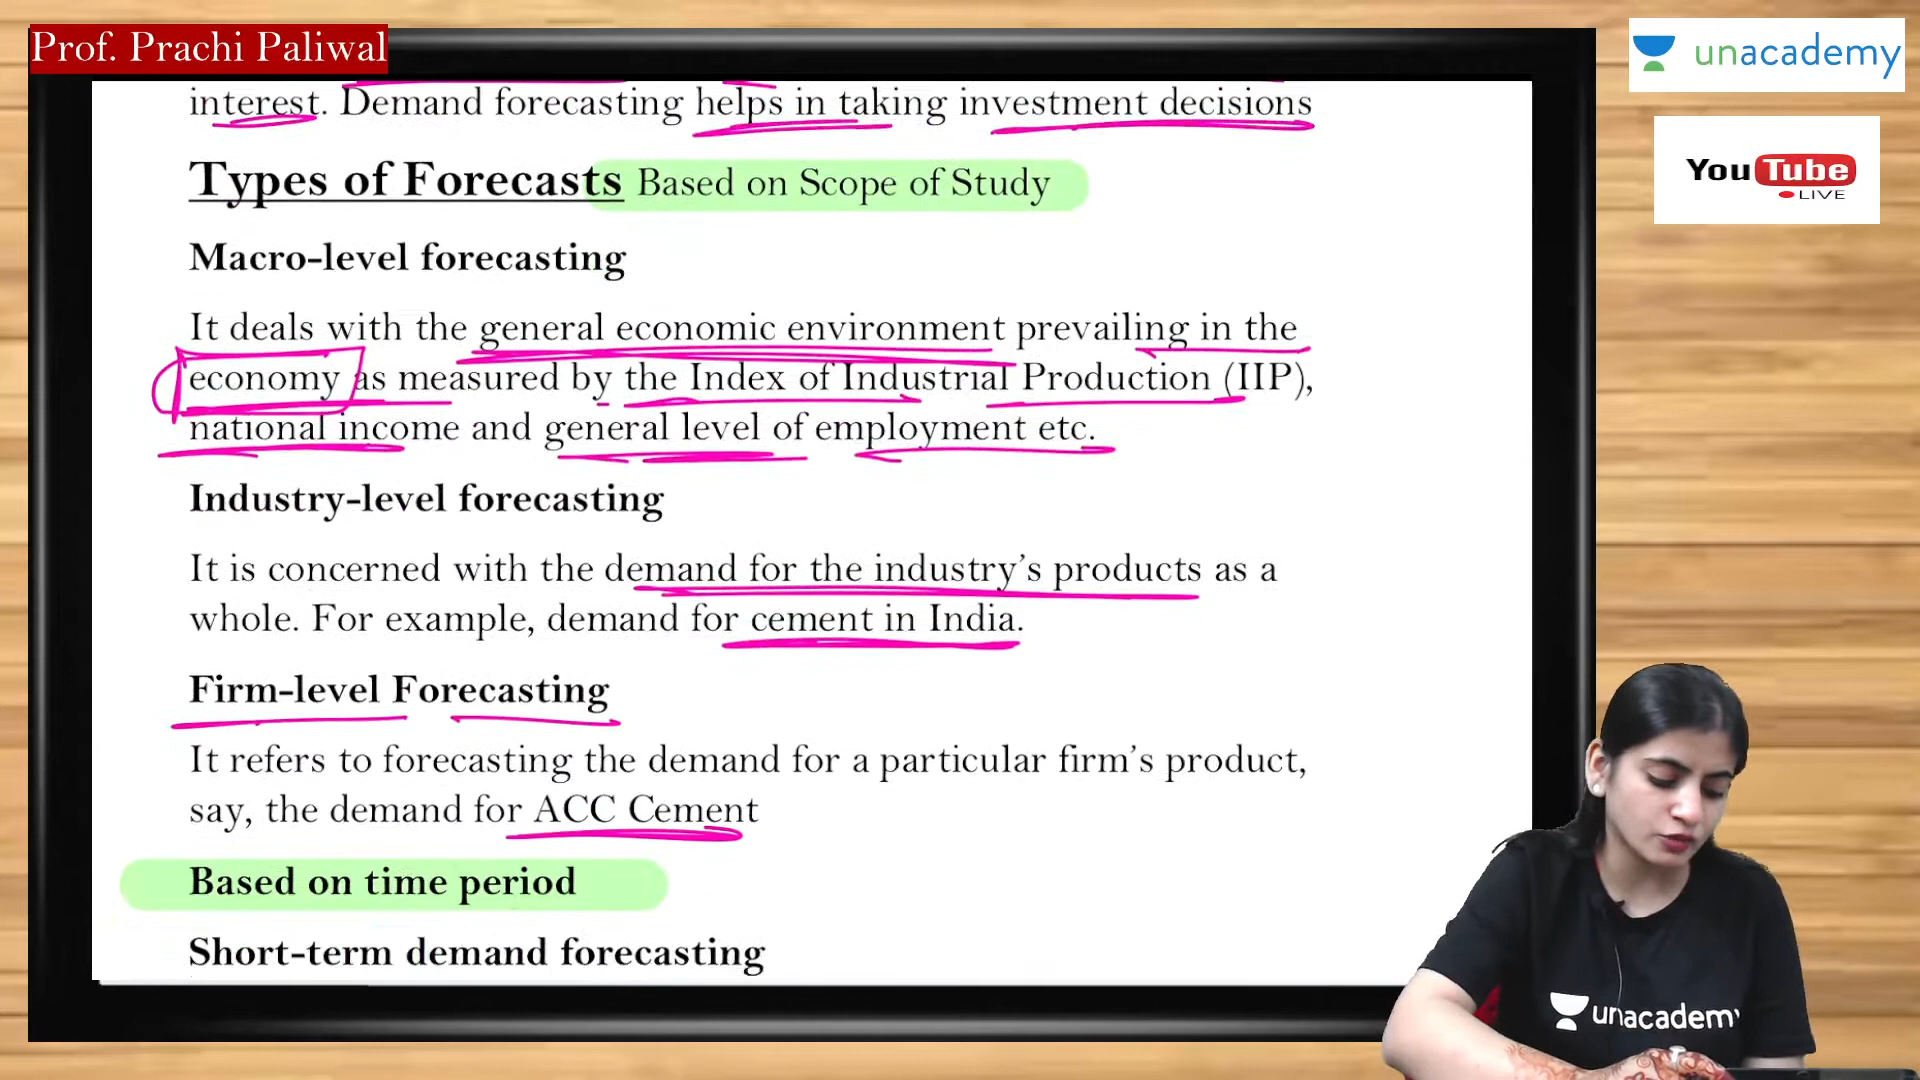 Prof. Prachi Paliwal
unacademy
You Tube
LIVE
interest. Demand forecasting helps in taking investment decisions
Types of Forecasts Based on Scope of Study
Macro-level forecasting
It deals with the general economic environment prevailing in the
economy as measured by the Index of Industrial Production (IIP),
national income and general level of employment etc.
Industry-level forecasting
It is concerned with the demand for the industry's products as a
whole. For example, demand for cement in India.
Firm-level Forecasting
It refers to forecasting the demand for a particular firm's product,
say, the demand for ACC Cement
Based on time period
Short-term demand forecasting
unacademy